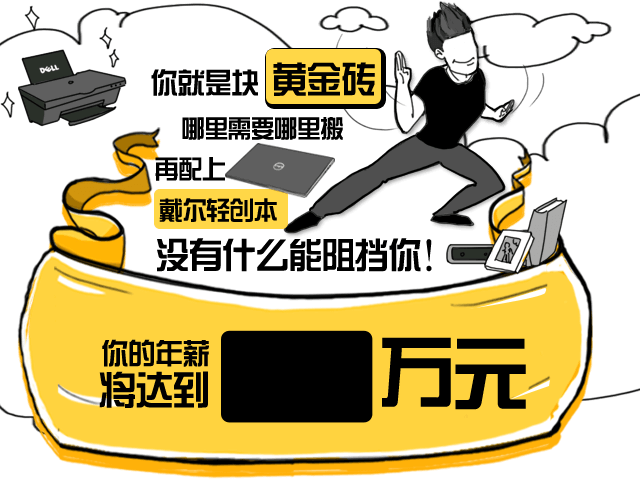 DELL
你就是块 黄金砖
哪里需要哪里搬
再配上
戴尔轻创本
没有什么能阻挡你!
你的年薪
将达到 万元